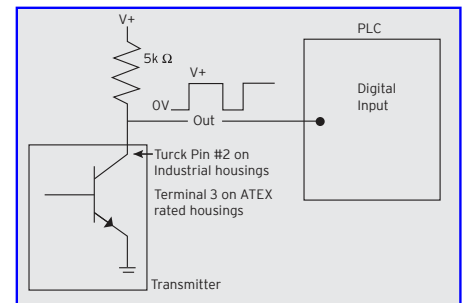 V+
PLC
5k Ω
V+
Digital
Input
0V
Out
Turck Pin #2 on
Industrial housings
Terminal 3 on ATEX
rated housings
Transmitter